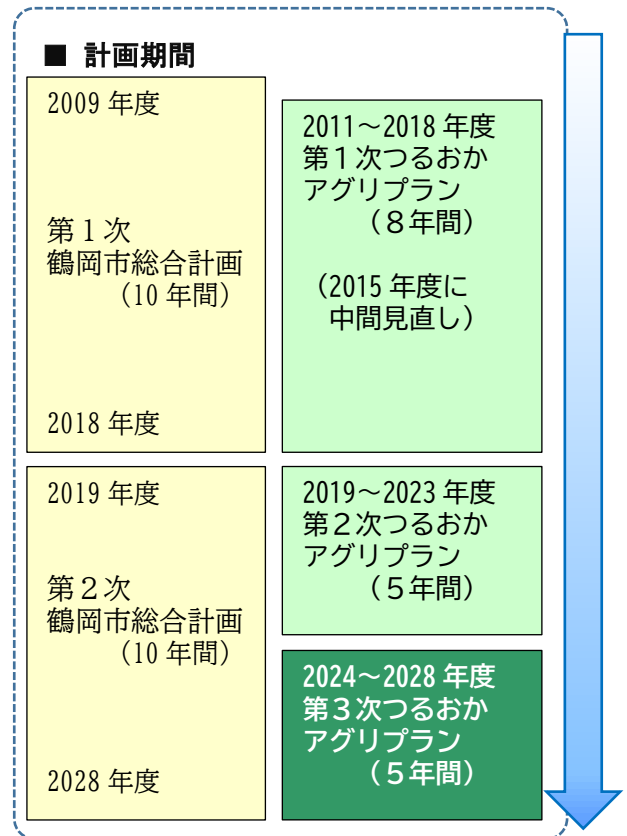 ■ 計画期間
2009 年度
第１次
鶴岡市総合計画
（10 年間）
2018 年度
2011～2018 年度
第１次つるおか
アグリプラン
（８年間）
（2015 年度に
中間見直し）
2019 年度
第２次
鶴岡市総合計画
（10 年間）
2028 年度
2019～2023 年度
第２次つるおか
アグリプラン
（５年間）
2024～2028 年度
第３次つるおか
アグリプラン
（５年間）